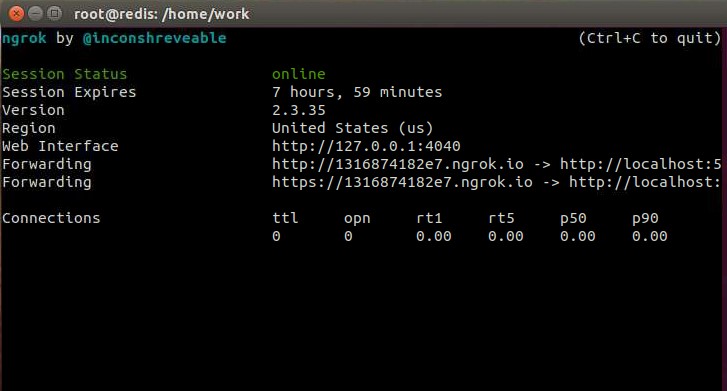 root@redis: /home/work
ngrok by @inconshreveable (Ctrl+C to quit)
Session Status online
Session Expires 7 hours, 59 minutes
Version 2.3.35
Region United States (us)
Web Interface http://127.0.0.1:4040
Forwarding http://1316874182e7.ngrok.io -> http://localhost:5
Forwarding https://1316874182e7.ngrok.io -> http://localhost:
Connections ttl opn rt1 rt5 p50 p90
0 0 0.00 0.00 0.00 0.00